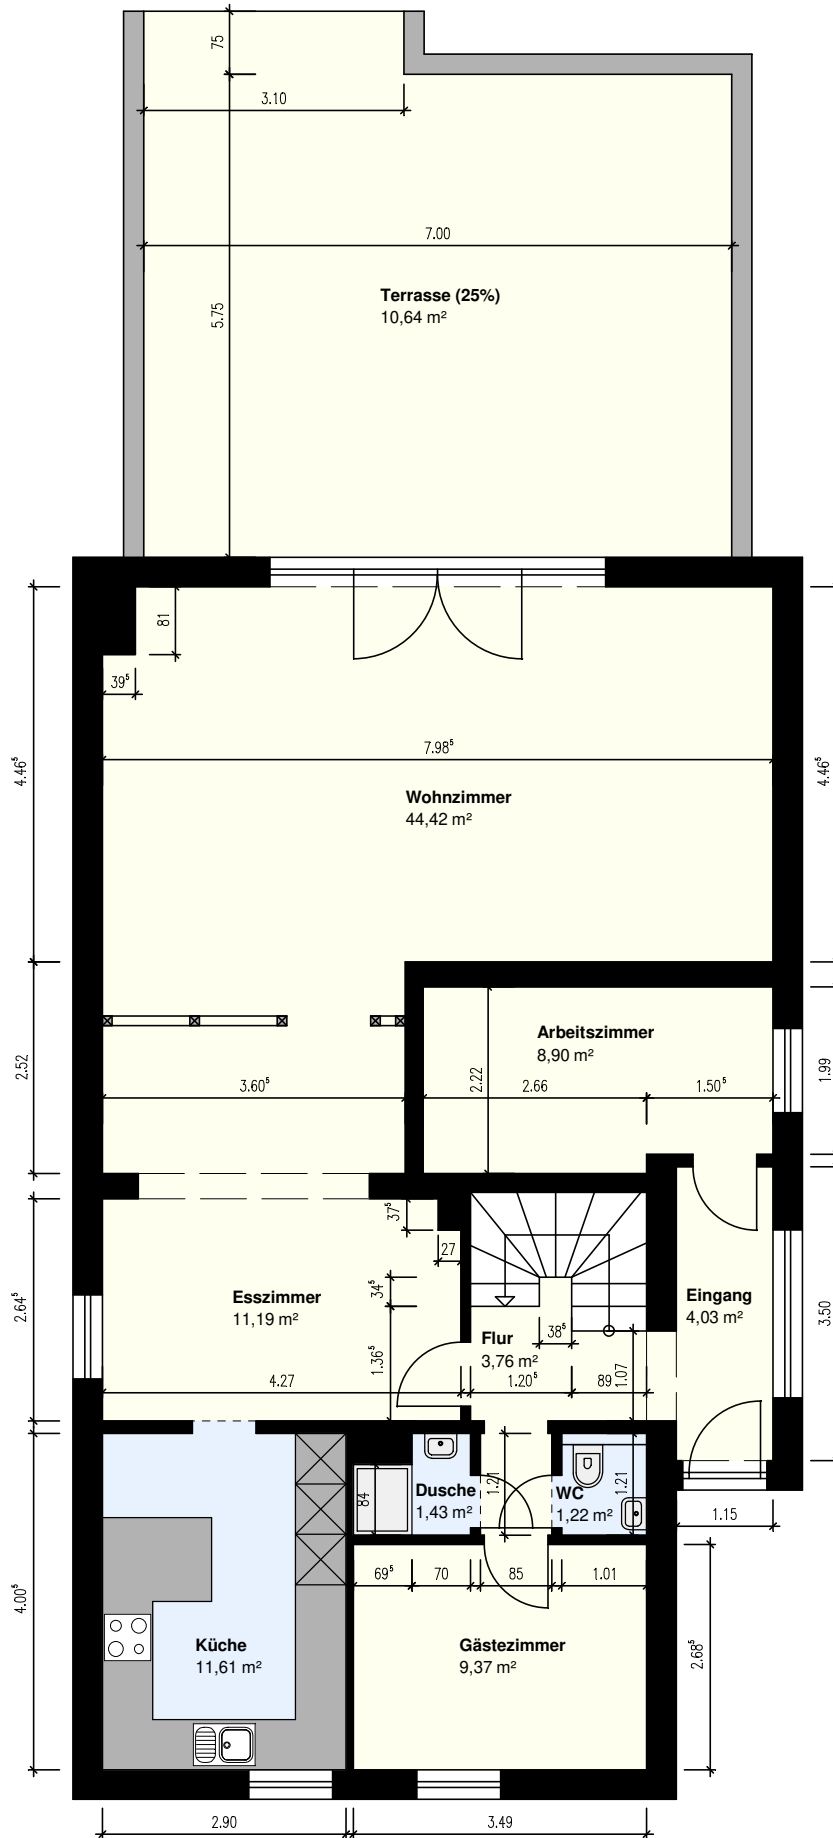 75
3.10
7.00
5.75
Terrasse (25%)
10,64 m²
81
39⁵
7.98⁵
4.46⁵
4.46⁵
Wohnzimmer
44,42 m²
Arbeitszimmer
8,90 m²
2.52
3.60⁵
2.22
2.66
1.50⁵
1.99
37⁵
27
34⁵
Esszimmer
11,19 m²
2.64⁵
1.36⁵
4.27
Flur
3,76 m²
38⁵
1.20⁵
89
1.07
Eingang
4,03 m²
3.50
Dusche
1,43 m²
84
1.21
WC
1,22 m²
1.21
1.15
69⁵
70
85
1.01
4.00⁵
Küche
11,61 m²
Gästezimmer
9,37 m²
2.68⁵
2.90
3.49